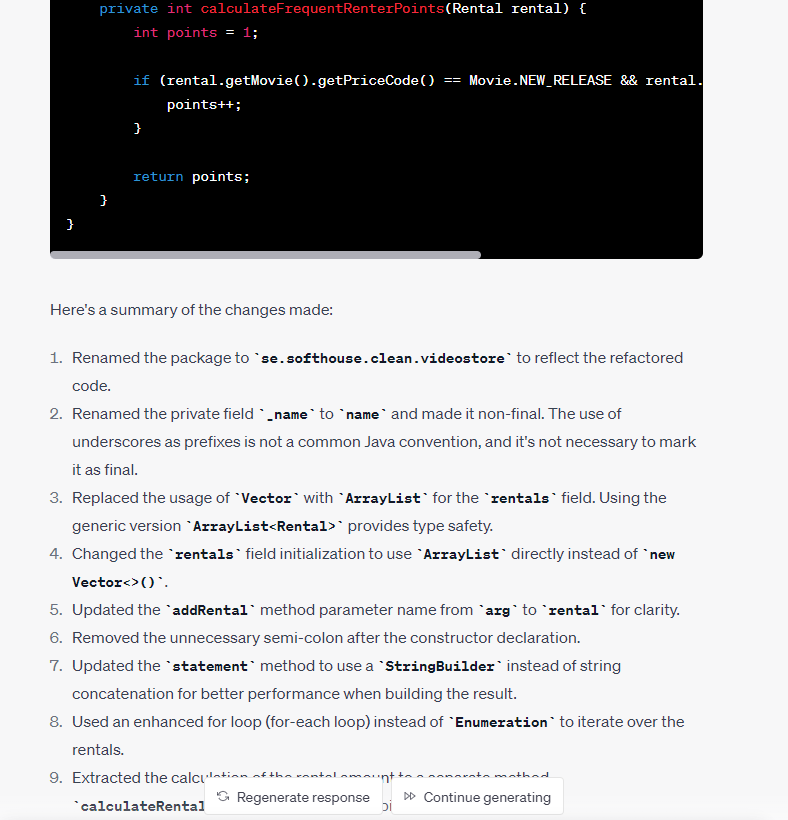 private int calculateFrequentRenterPoints(Rental rental) {
int points = 1;
if (rental.getMovie().getPriceCode() == Movie.NEW_RELEASE && rental.
points++;
}
return points;
}
}
Here's a summary of the changes made:
1. Renamed the package to `se.softhouse.clean.videostore` to reflect the refactored
code.
2. Renamed the private field `_name` to `name` and made it non-final. The use of
underscores as prefixes is not a common Java convention, and it's not necessary to mark
it as final.
3. Replaced the usage of `Vector` with `ArrayList` for the `rentals` field. Using the
generic version `ArrayList<Rental>` provides type safety.
4. Changed the `rentals` field initialization to use `ArrayList` directly instead of `new
Vector<>()`.
5. Updated the `addRental` method parameter name from `arg` to `rental` for clarity.
6. Removed the unnecessary semi-colon after the constructor declaration.
7. Updated the `statement` method to use a `StringBuilder` instead of string
concatenation for better performance when building the result.
8. Used an enhanced for loop (for-each loop) instead of `Enumeration` to iterate over the
rentals.
9. Extracted the calculation of the rental amount to a separate method
`calculateRental
Regenerate response
Continue generating